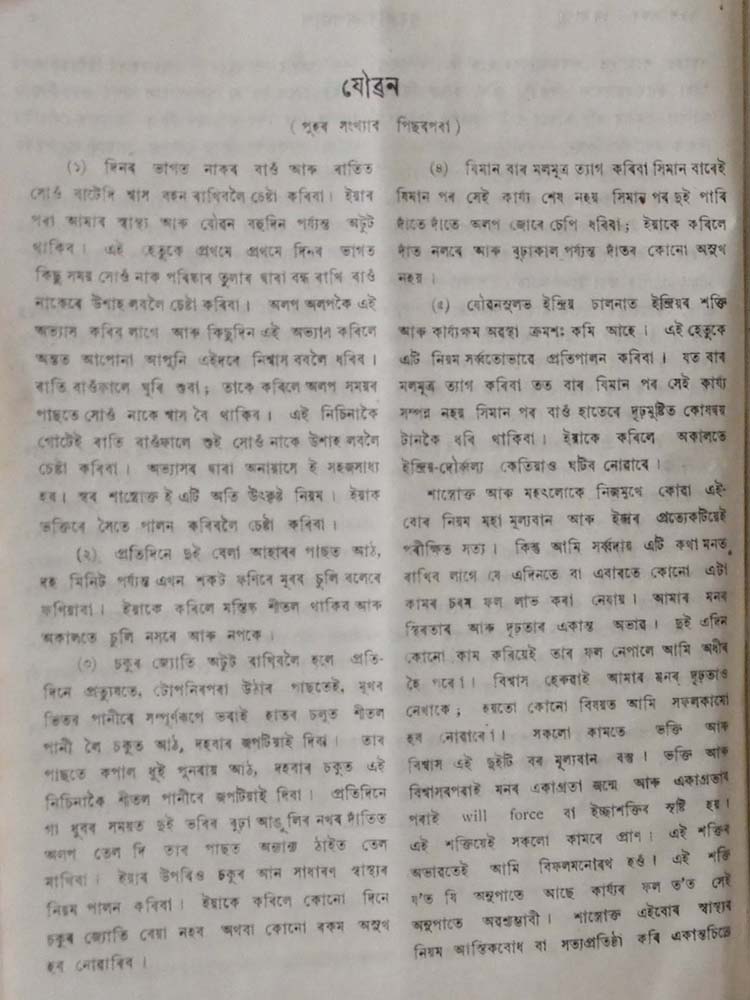 যৌৱন
( পুহৰ সংখ্যাৰ পিছৰপৰা )
(১) দিনৰ ভাগত নাকৰ বাওঁ আৰু ৰাতিত
সোওঁ বাটেদি শ্বাস বহন ৰাখিবলৈ চেষ্টা কৰিবা। ইয়াৰ
পৰা আমাৰ স্বাস্থ্য আৰু যৌৱন বহুদিন পৰ্য্যন্ত অটুট
থাকিব। এই হেতুকে প্ৰথমে প্ৰথমে দিনৰ ভাগত
কিছু সময় সোওঁ নাক পৰিষ্কাৰ তুলাৰ দ্বাৰা বন্ধ ৰাখি বাওঁ
নাকেৰে উশাহ লবলৈ চেষ্টা কৰিবা। অলপ অলপকৈ এই
অভ্যাস কৰিব লাগে আৰু কিছুদিন এই অভ্যাস কৰিলে
অন্তত আপোনা আপুনি এইদৰে নিশ্বাস ববলৈ ধৰিব।
ৰাতি বাওঁফালে ঘুৰি শুবা; তাকে কৰিলে অলপ সময়ৰ
পাছতে সোওঁ নাকে শ্বাস বৈ থাকিব। এই নিচিনাকৈ
গোটেই ৰাতি বাওঁফালে শুই সোওঁ নাকে উশাহ লবলৈ
চেষ্টা কৰিবা। অভ্যাসৰ দ্বাৰা অনায়াসে ই সহজসাধ্য
হব। স্বৰ শাস্ত্ৰোক্ত ই এটি অতি উৎকৃষ্ট নিয়ম। ইয়াক
ভক্তিৰে সৈতে পালন কৰিবলৈ চেষ্টা কৰিবা।
(২) প্ৰতিদিনে দুই বেলা আহাৰৰ পাছত আঠ,
দহ মিনিট পৰ্য্যন্ত এখন শকট ফণিৰে মূৰৰ চুলি বলেৰে
ফণিয়াবা। ইয়াকে কৰিলে মস্তিষ্ক শীতল থাকিব আৰু
অকালতে চুলি নসৰে আৰু নপকে।
(৩) চকুৰ জ্যোতি অটুট ৰাখিবলৈ হলে প্ৰতি-
দিনে প্ৰত্যুষতে, টোপনিৰপৰা উঠাৰ পাছতেই, মুখৰ
ভিতৰ পানীৰে সম্পূৰ্ণৰূপে ভৰাই হাতৰ চলুত শীতল
পানী লৈ চকুত আঠ, দহবাৰ জপটিয়াই দিবা। তাৰ
পাছতে কপাল ধুই পুনৰায় আঠ, দহবাৰ চকুত এই
নিচিনাকৈ শীতল পানীৰে জপটিয়াই দিবা। প্ৰতিদিনে
গা ধুবৰ সময়ত দুই ভৰিৰ বুঢ়া আঙুলিৰ নখৰ দাঁতিত
অলপ তেল দি তাৰ পাছত অন্যান্য ঠাইত তেল
মাখিবা। ইয়াৰ উপৰিও চকুৰ আন সাধাৰণ স্বাস্থ্যৰ
নিয়ম পালন কৰিবা। ইয়াকে কৰিলে কোনো দিনে
চকুৰ জ্যোতি বেয়া নহব অথবা কোনো ৰকম অসুখ
হব নোৱাৰিব।
(৪) যিমান বাৰ মলমূত্ৰ ত্যাগ কৰিবা সিমান বাৰেই
যিমান পৰ সেই কাৰ্য্য শেষ নহয় সিমান পৰ দুই পাৰি
দাঁতে দাঁতে অলপ জোৰে চেপি ধৰিবা; ইয়াকে কৰিলে
দাঁত নলৰে আৰু বুঢ়াকাল পৰ্য্যন্ত দাঁতৰ কোনো অসুখ
নহয়।
(৫) যৌৱনসুলভ ইন্দ্ৰিয় চালনাত ইন্দ্ৰিয়ৰ শক্তি
আৰু কাৰ্য্যক্ষম অৱস্থা ক্ৰমশঃ কমি আহে। এই হেতুকে
এটি নিয়ম সৰ্ব্বতোভাবে প্ৰতিপালন কৰিবা। যত বাৰ
মলমূত্ৰ ত্যাগ কৰিবা তত বাৰ যিমান পৰ সেই কাৰ্য্য
সম্পন্ন নহয় সিমান পৰ বাওঁ হাতেৰে দৃঢ়মুষ্টিত কোষদ্বয়
টানকৈ ধৰি থাকিবা। ইয়াকে কৰিলে অকালতে
ইন্দ্ৰিয়-দৌৰ্ব্বল্য কেতিয়াও ঘটিব নোৱাৰে।
শাস্ত্ৰোক্ত আৰু মহৎলোকে নিজমুখে কোৱা এই-
বোৰ নিয়ম মহা মূল্যবান আৰু ইয়াৰ প্ৰত্যেকটিয়েই
পৰীক্ষিত সত্য। কিন্তু আমি সৰ্ব্বদায় এটি কথা মনত
ৰাখিব লাগে যে এদিনতে বা এবাৰতে কোনো এটা
কামৰ চৰম ফল লাভ কৰা নেযায়। আমাৰ মনৰ
স্থিৰতাৰ আৰু দৃঢ়তাৰ একান্ত অভাৱ। দুই এদিন
কোনো কাম কৰিয়েই তাৰ ফল নেপালে আমি অধীৰ
হৈ পৰোঁ। বিশ্বাস হেৰুৱাই আমাৰ মনৰ দৃঢ়তাও
নেথাকে; হয়তো কোনো বিষয়ত আমি সফলকামো
হব নোৱাৰোঁ। সকলো কামতে ভক্তি আৰু
বিশ্বাস এই দুইটি বৰ মূল্যবান বস্তু। ভক্তি আৰু
বিশ্বাসৰপৰাই মনৰ একাগ্ৰতা জন্মে আৰু একাগ্ৰতাৰ
পৰাই will force বা ইচ্ছাশক্তিৰ সৃষ্টি হয়।
এই শক্তিয়েই সকলো কামৰে প্ৰাণ। এই শক্তিৰ
অভাৱতেই আমি বিফলমনোৰথ হওঁ। এই শক্তি
য'ত যি অনুপাতে আছে কাৰ্য্যৰ ফল ত'ত সেই
অনুপাতে অৱশ্যম্ভাবী। শাস্ত্ৰোক্ত এইবোৰ স্বাস্থ্যৰ
নিয়ম আস্তিকবোধ বা সত্যপ্ৰতিষ্ঠা কৰি একান্তচিত্তে